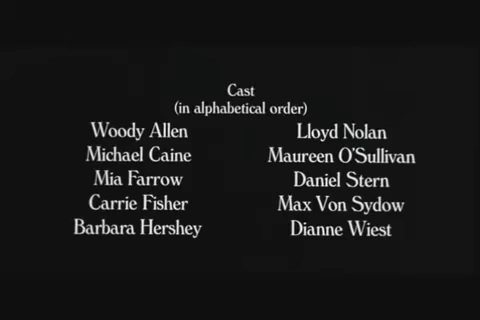 Cast
(in alphabetical order)
Woody Allen
Michael Caine
Mia Farrow
Carrie Fisher
Barbara Hershey
Lloyd Nolan
Maureen O'Sullivan
Daniel Stern
Max Von Sydow
Dianne Wiest